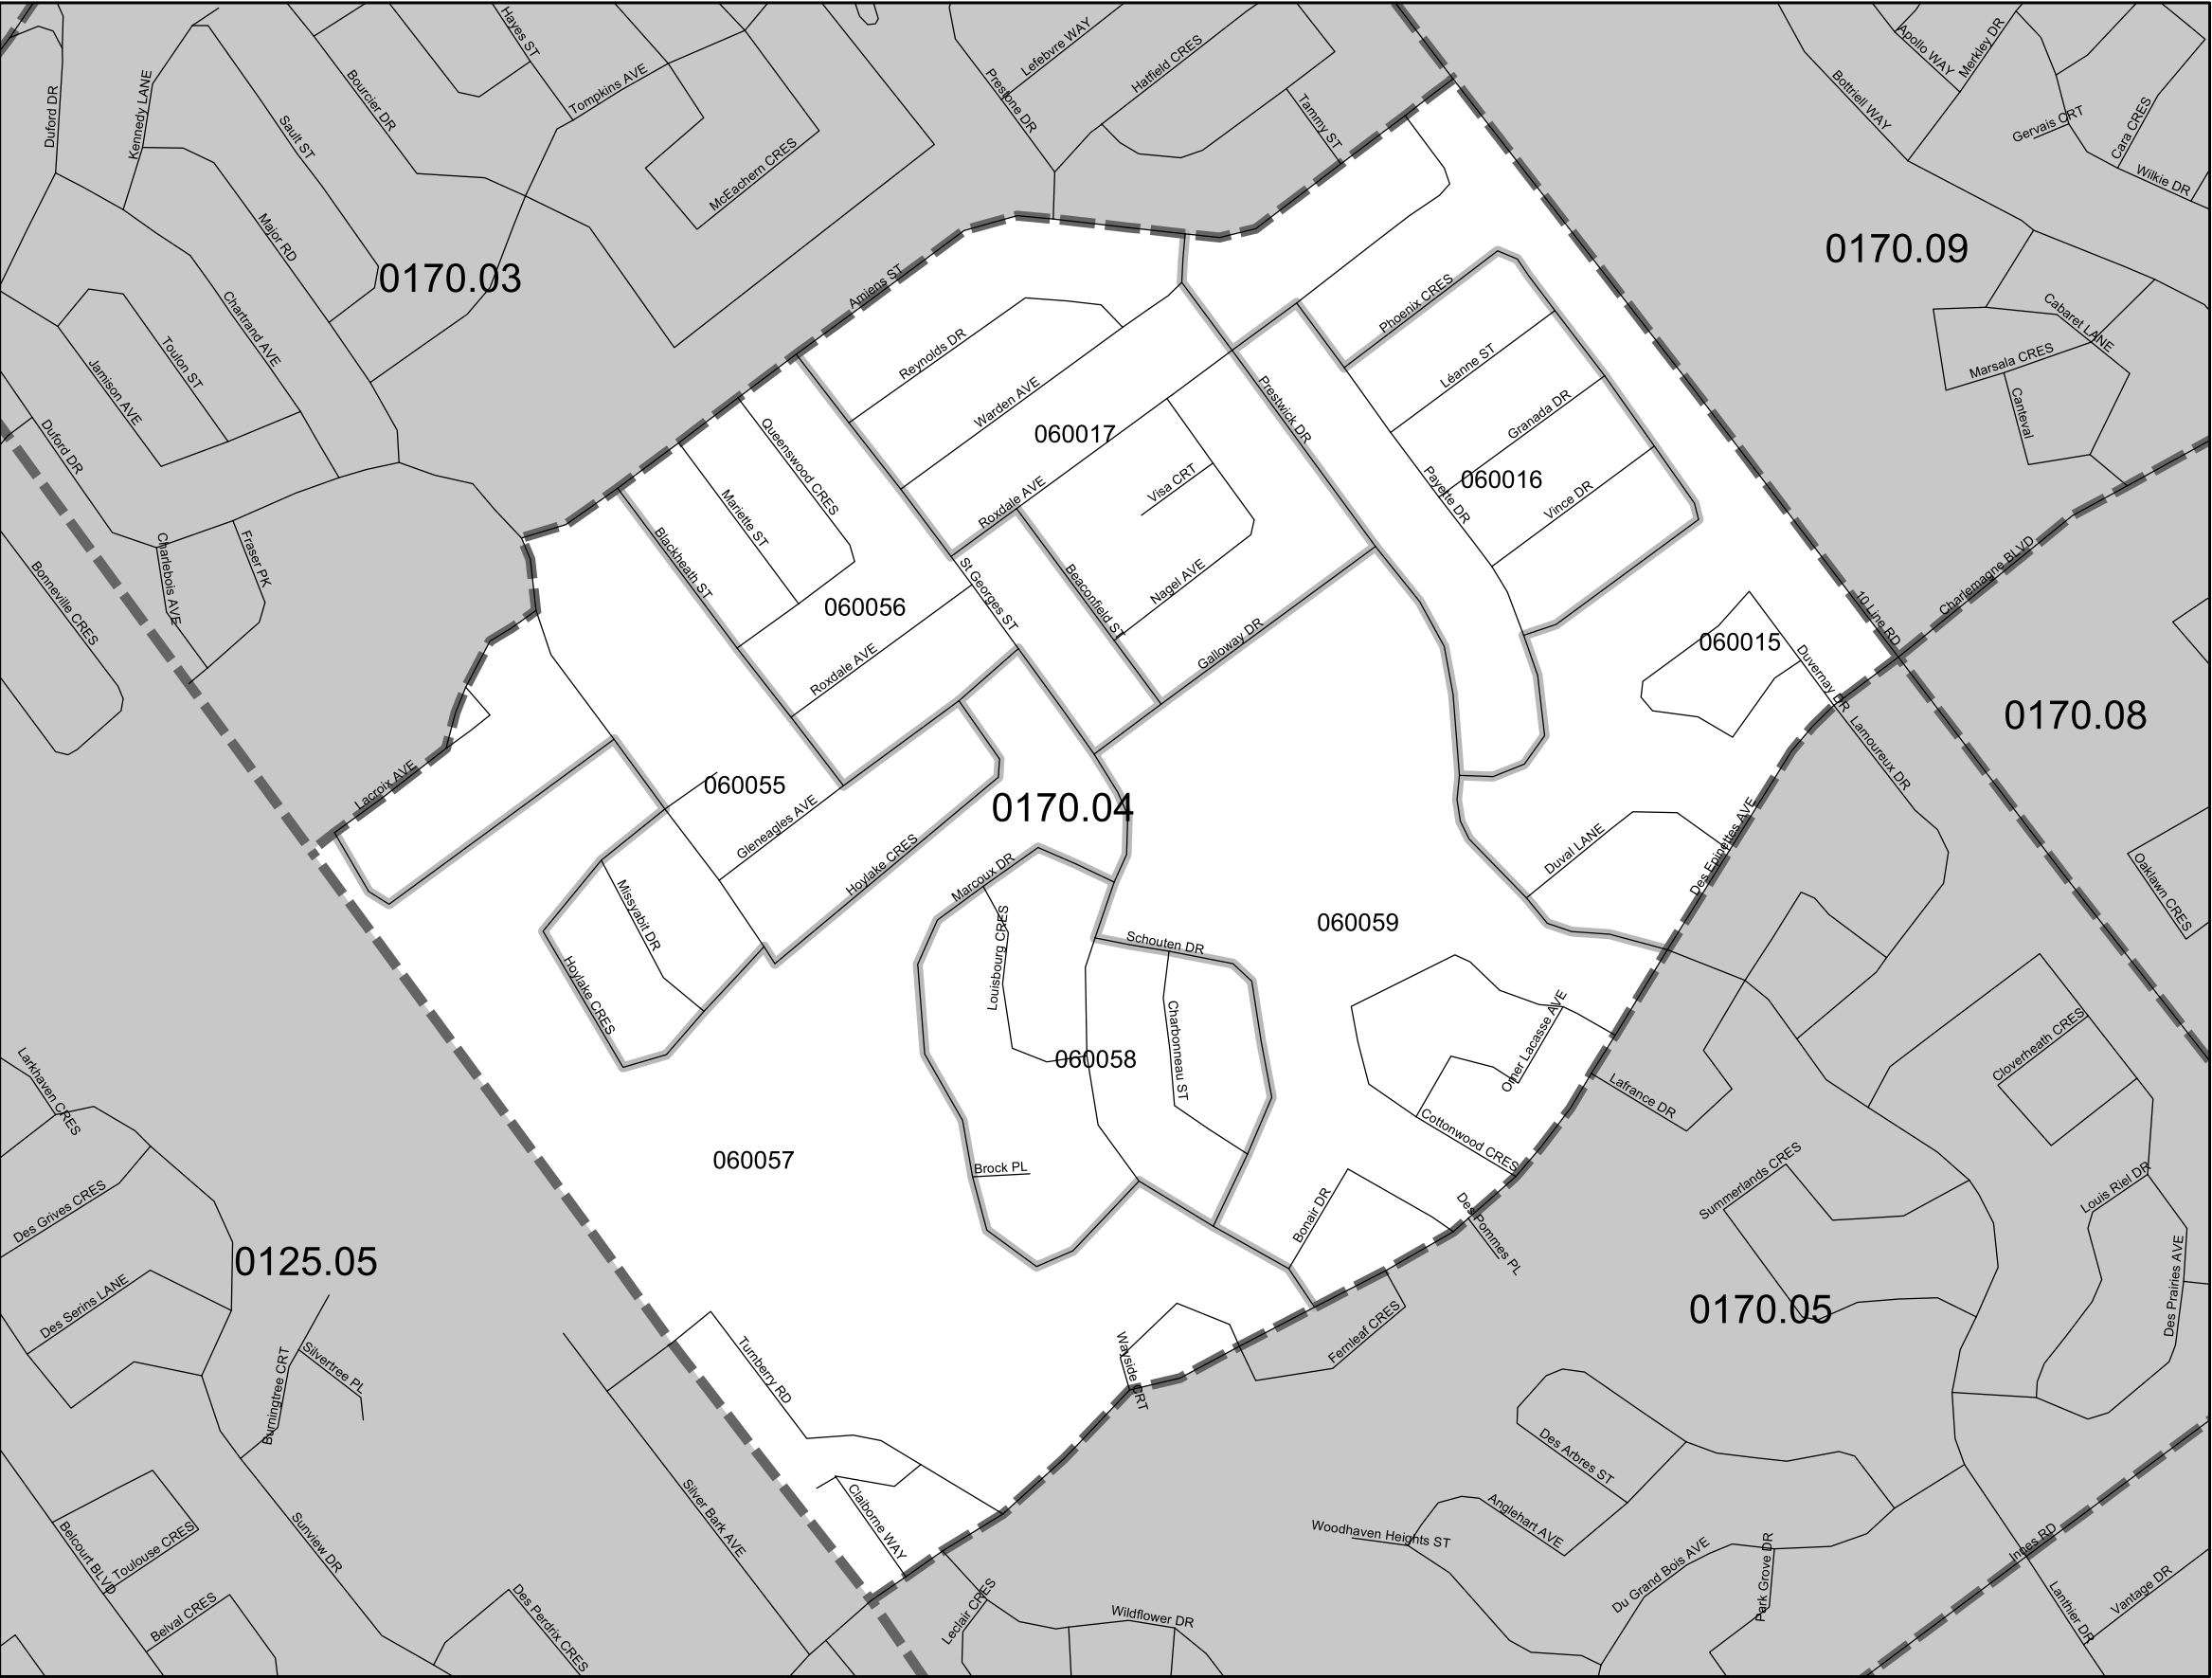 Hayes ST
Lefebvre WAY
Hatfield CRES
Apollo WAY
Merkley DR
Duford DR
Kennedy LANE
Sault ST
Bourcier DR
Tompkins AVE
McEachern CRES
Prestone DR
Tammy ST
Bottriell WAY
Gervais CRT
Cara CRES
Wilkie DR
Major RD
0170.03
0170.09
Chartrand AVE
Toulon ST
Jamison AVE
Amiens ST
Phoenix CRES
Cabaret LANE
Marsala CRES
Canteval
Reynolds DR
Warden AVE
Léanne ST
Granada DR
Prestwick DR
Duford DR
Queenswood CRES
060017
060016
Payette DR
Vince DR
Visa CRT
Roxdale AVE
Mariette ST
Blackheath ST
Fraser PK
Charlebois AVE
Bonneville CRES
060056
St Georges ST
Beaconfield ST
Nagel AVE
Galloway DR
Roxdale AVE
10 Line RD
Charlemagne BLVD
060015
Duvernay DR
Lamoureux DR
0170.08
Lacroix AVE
060055
0170.04
Gleneagles AVE
Hoylake CRES
Marcoux DR
Duval LANE
Des Epinettes AVE
Oaklawn CRES
Missyabit DR
Hoylake CRES
Louisbourg CRES
Schouten DR
060059
Charbonneau ST
060058
Omer Lacasse AVE
Cottonwood CRES
Lafrance DR
Cloverheath CRES
Larkhaven CRES
060057
Brock PL
Des Grives CRES
Bonair DR
Des Pommes PL
Summerlands CRES
Louis Riel DR
0125.05
Des Serins LANE
0170.05
Des Prairies AVE
Turnberry RD
Wayside CRT
Fernleaf CRES
Burningtree CRT
Silvertree PL
Des Arbres ST
Anglehart AVE
Woodhaven Heights ST
Silver Bark AVE
Claiborne WAY
Sunview DR
Belcourt BLVD
Toulouse CRES
Belval CRES
Des Perdrix CRES
Leclair CRES
Wildflower DR
Du Grand Bois AVE
Park Grove DR
Innes RD
Lanthier DR
Vantage DR